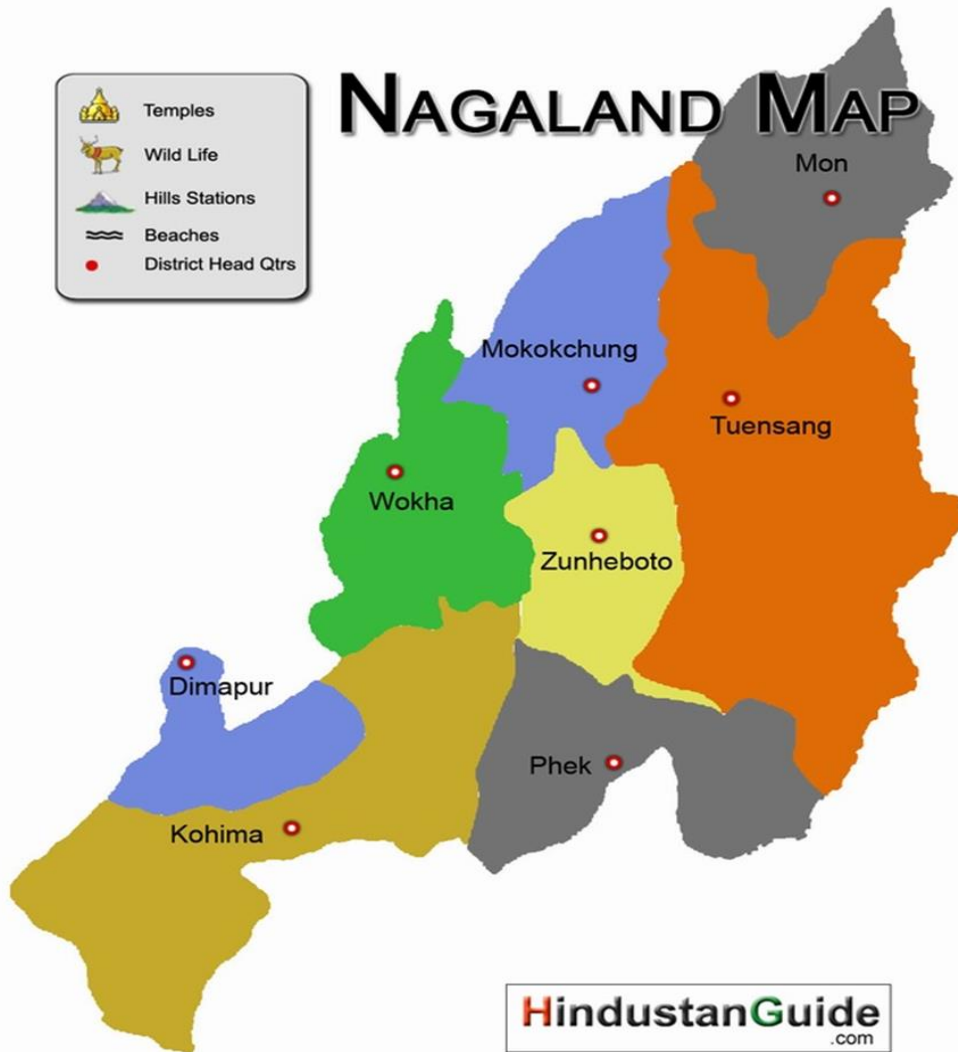 NAGALAND MAP
Temples
Wild Life
Hills Stations
Beaches
District Head Qtrs
Mon
Mokokchung
Tuensang
Wokha
Zunheboto
Dimapur
Phek
Kohima
HindustanGuide
.com